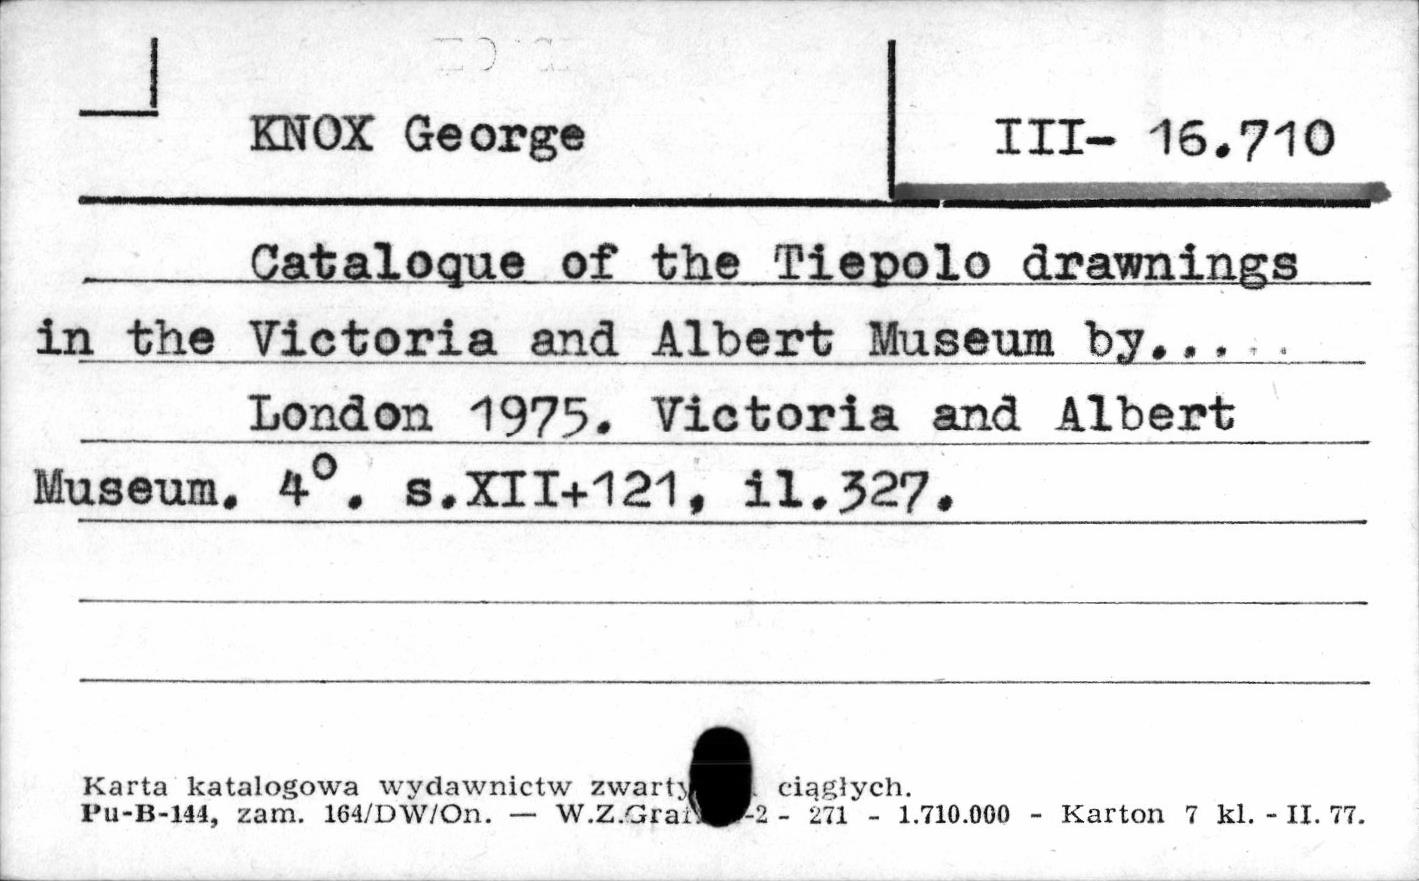 KNOX George
III- 16.710
Cataloque of the Tiepolo drawnings
in the Victoria and Albert Museum by.....
London 1975. Victoria and Albert
Museum. 4°. s.XII+121, il.327.
Karta katalogowa wydawnictw ciągłych.
Pu-B-144, zam. 164/DW/On. — -2 - 271 - 1.710.000 - Karton 7 kl. - II. 77.